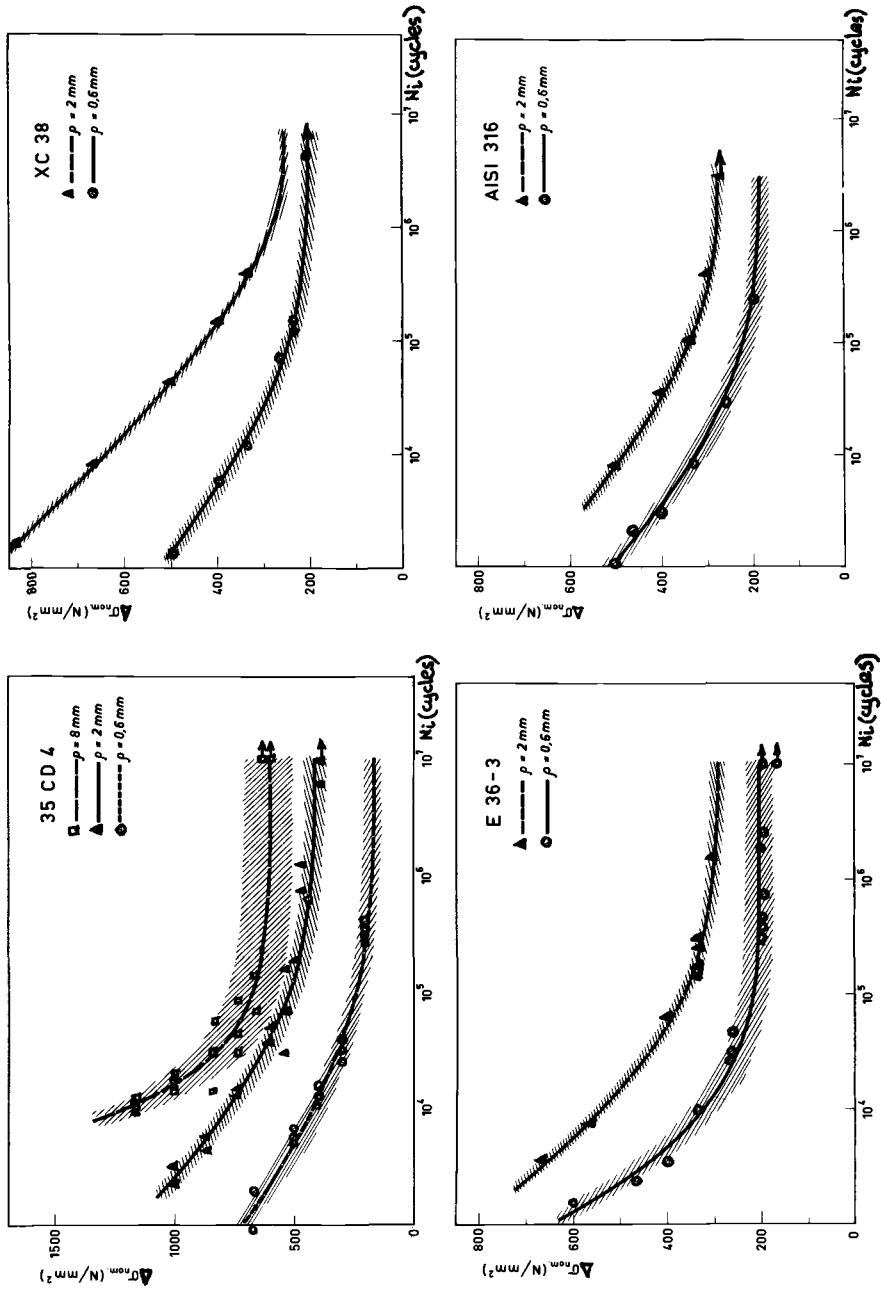 35 CD 4
ρ = 8 mm
ρ = 2 mm
ρ = 0,6 mm
Δσnom. (N/mm²)
1500
1000
500
0
10⁴
10⁵
10⁶
10⁷
Ni (cycles)
XC 38
ρ = 2 mm
ρ = 0,6 mm
Δσnom. (N/mm²)
800
600
400
200
0
10⁴
10⁵
10⁶
10⁷
Ni (cycles)
E 36-3
ρ = 2 mm
ρ = 0,6 mm
Δσnom. (N/mm²)
800
600
400
200
0
10⁴
10⁵
10⁶
10⁷
Ni (cycles)
AISI 316
ρ = 2 mm
ρ = 0,6 mm
Δσnom. (N/mm²)
800
600
400
200
0
10⁴
10⁵
10⁶
10⁷
Ni (cycles)